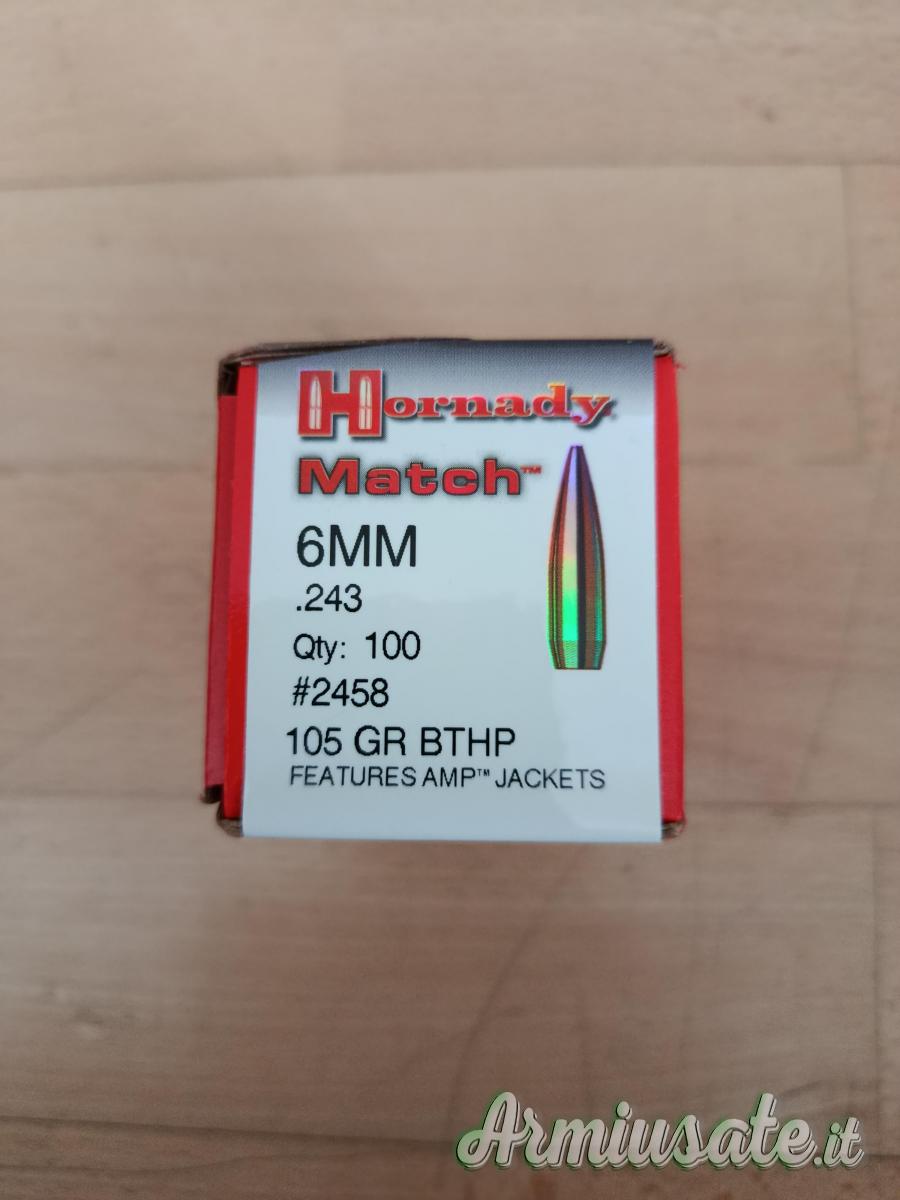 Hornady
Match™
6MM
.243
Qty: 100
#2458
105 GR BTHP
FEATURES AMP™ JACKETS
Armiusate.it